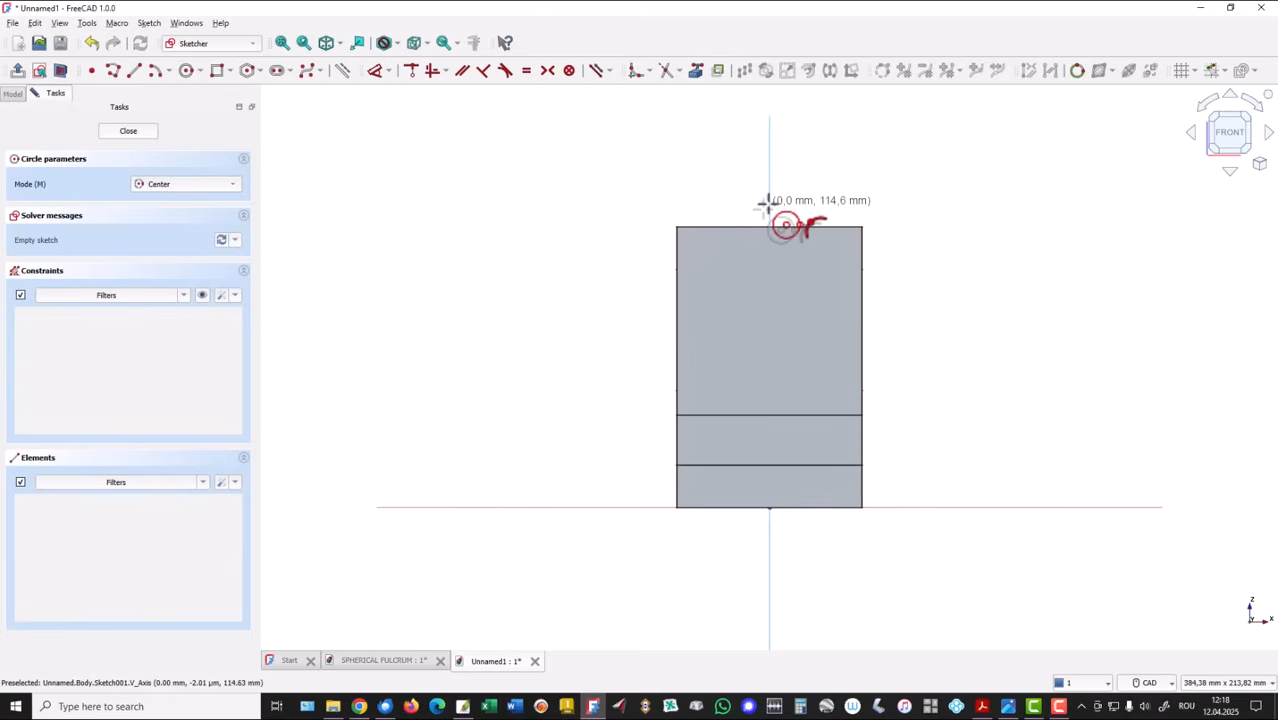 * Unnamed1 - FreeCAD 1.0.0
File Edit View Tools Macro Sketch Windows Help
Sketcher
Model Tasks
Tasks
Close
Circle parameters
Mode (M) Center
Solver messages
Empty sketch
Constraints
Filters
Elements
Filters
(0,0 mm, 114,6 mm)
FRONT
z
x
Y
Start SPHERICAL FULCRUM : 1* Unnamed1 : 1*
Preselected: Unnamed.Body.Sketch001.V_Axis (0.00 mm, -2.01 µm, 114.63 mm) 1 CAD 384,38 mm × 213,82 mm
Type here to search ROU 12:18 12.04.2025